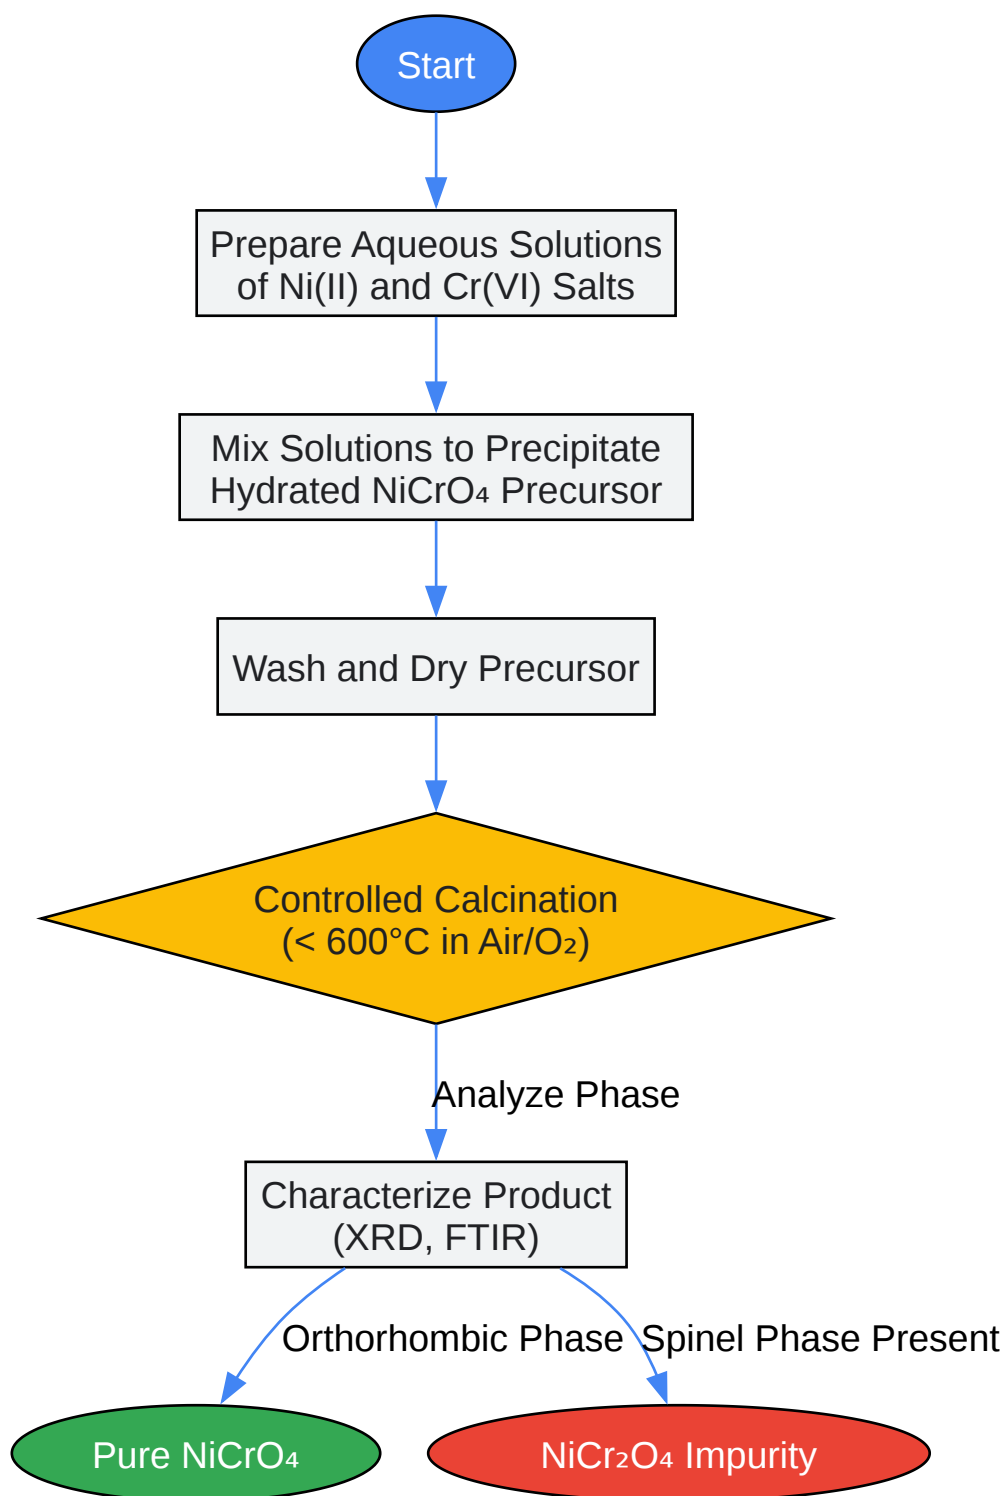 Start
Prepare Aqueous Solutions
of Ni(II) and Cr(VI) Salts
Mix Solutions to Precipitate
Hydrated NiCrO₄ Precursor
Wash and Dry Precursor
Controlled Calcination
(< 600°C in Air/O₂)
Analyze Phase
Characterize Product
(XRD, FTIR)
Orthorhombic Phase
Spinel Phase Present
Pure NiCrO₄
NiCr₂O₄ Impurity